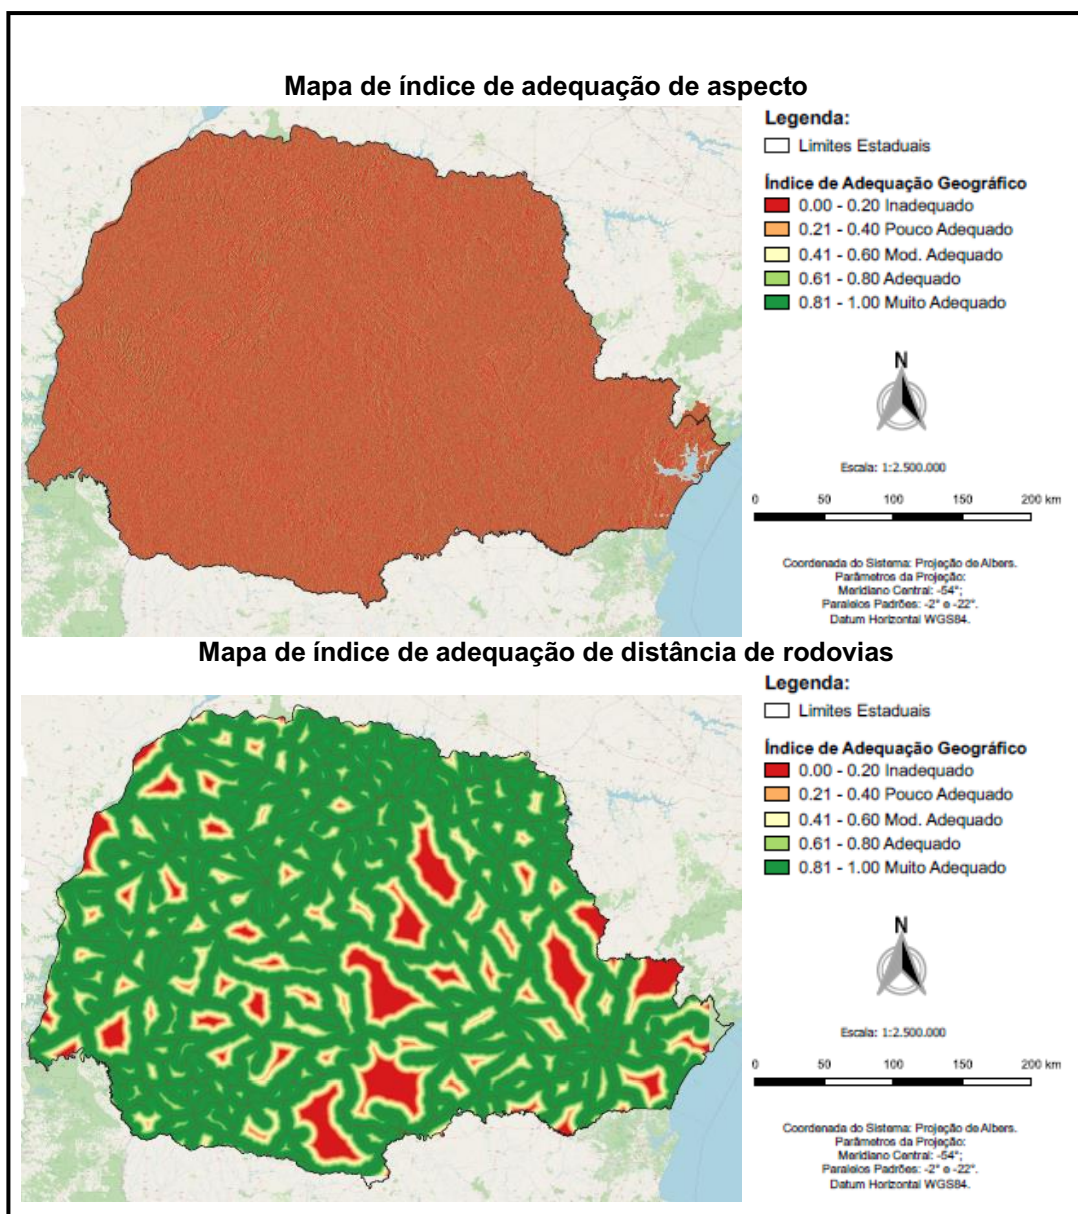 Mapa de índice de adequação de aspecto
Legenda:
Limites Estaduais
Índice de Adequação Geográfico
0.00 - 0.20 Inadequado
0.21 - 0.40 Pouco Adequado
0.41 - 0.60 Mod. Adequado
0.61 - 0.80 Adequado
0.81 - 1.00 Muito Adequado
N
Escala: 1:2.500.000
0 50 100 150 200 km
Coordenada do Sistema: Projeção de Albers.
Parâmetros da Projeção:
Meridiano Central: -54°;
Paralelos Padrões: -2° e -22°.
Datum Horizontal WGS84.
Mapa de índice de adequação de distância de rodovias
Legenda:
Limites Estaduais
Índice de Adequação Geográfico
0.00 - 0.20 Inadequado
0.21 - 0.40 Pouco Adequado
0.41 - 0.60 Mod. Adequado
0.61 - 0.80 Adequado
0.81 - 1.00 Muito Adequado
N
Escala: 1:2.500.000
0 50 100 150 200 km
Coordenada do Sistema: Projeção de Albers.
Parâmetros da Projeção:
Meridiano Central: -54°;
Paralelos Padrões: -2° e -22°.
Datum Horizontal WGS84.